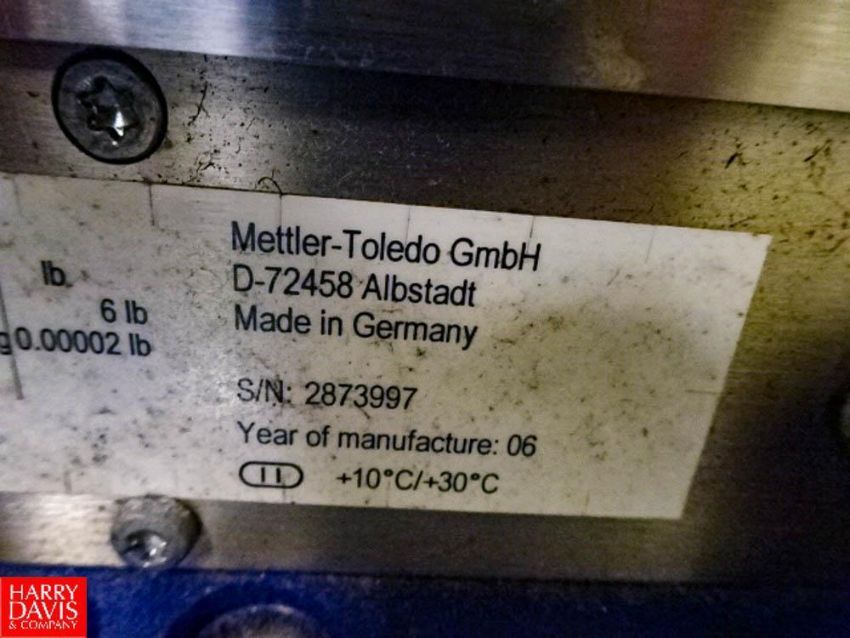 lb
6 lb
g 0.00002 lb
Mettler-Toledo GmbH
D-72458 Albstadt
Made in Germany
S/N: 2873997
Year of manufacture: 06
II +10°C/+30°C
HARRY
DAVIS
& COMPANY